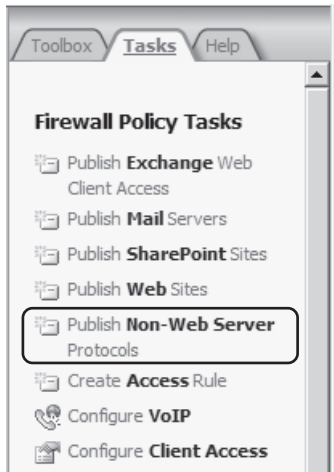 Toolbox Tasks Help
Firewall Policy Tasks
Publish Exchange Web
Client Access
Publish Mail Servers
Publish SharePoint Sites
Publish Web Sites
Publish Non-Web Server
Protocols
Create Access Rule
Configure VoIP
Configure Client Access